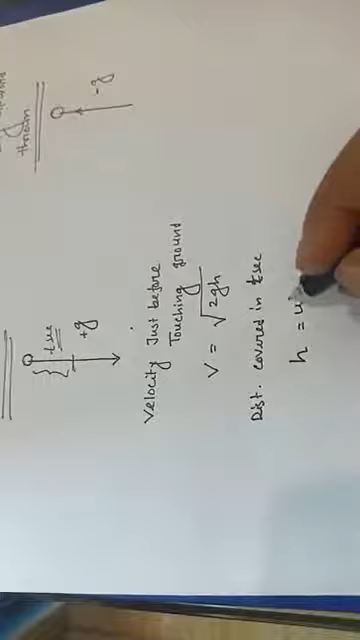 thrown
-g
t sec
+g
Velocity Just before
Touching ground
V = √2gh
Dist. covered in t sec
h = u